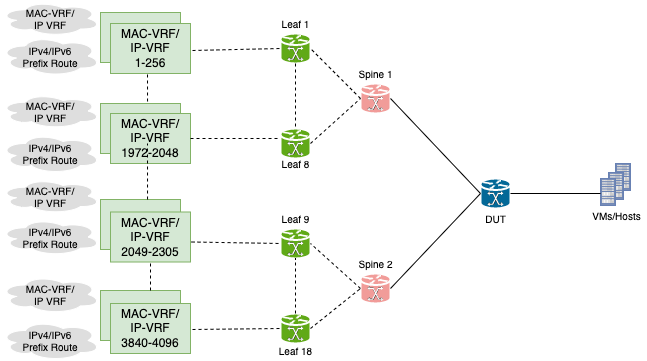 MAC-VRF/
IP VRF
IPv4/IPv6
Prefix Route
MAC-VRF/
IP-VRF
1-256
Leaf 1
Spine 1
MAC-VRF/
IP VRF
IPv4/IPv6
Prefix Route
MAC-VRF/
IP-VRF
1972-2048
Leaf 8
DUT
VMs/Hosts
MAC-VRF/
IP VRF
IPv4/IPv6
Prefix Route
MAC-VRF/
IP-VRF
2049-2305
Leaf 9
Spine 2
MAC-VRF/
IP VRF
IPv4/IPv6
Prefix Route
MAC-VRF/
IP-VRF
3840-4096
Leaf 18